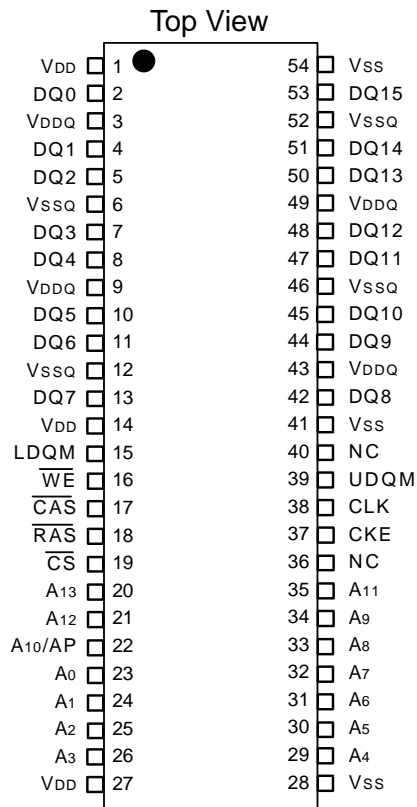 Top View
VDD 1 54 VSS
DQ0 2 53 DQ15
VDDQ 3 52 VSSQ
DQ1 4 51 DQ14
DQ2 5 50 DQ13
VSSQ 6 49 VDDQ
DQ3 7 48 DQ12
DQ4 8 47 DQ11
VDDQ 9 46 VSSQ
DQ5 10 45 DQ10
DQ6 11 44 DQ9
VSSQ 12 43 VDDQ
DQ7 13 42 DQ8
VDD 14 41 VSS
LDQM 15 40 NC
W̅E̅ 16 39 UDQM
C̅A̅S̅ 17 38 CLK
R̅A̅S̅ 18 37 CKE
C̅S̅ 19 36 NC
A13 20 35 A11
A12 21 34 A9
A10/AP 22 33 A8
A0 23 32 A7
A1 24 31 A6
A2 25 30 A5
A3 26 29 A4
VDD 27 28 VSS